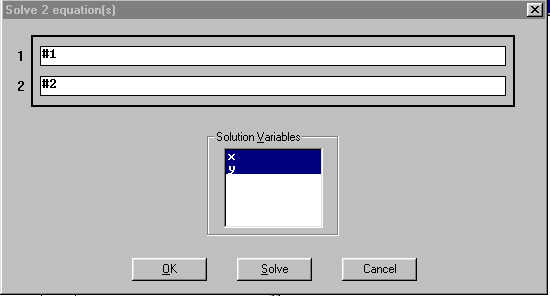 Solve 2 equation(s)
1 #1
2 #2
Solution Variables
x
y
OK Solve Cancel